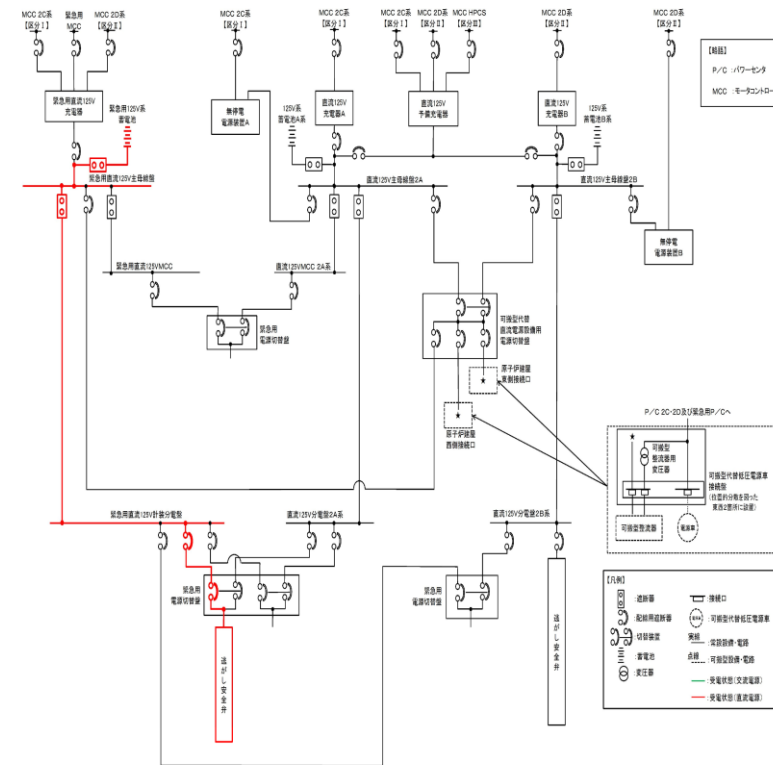 MCC 2C系
【区分Ⅰ】
緊急用
MCC
MCC 2D系
【区分Ⅱ】
MCC 2C系
【区分Ⅰ】
MCC 2C系
【区分Ⅰ】
MCC 2C系
【区分Ⅰ】
MCC 2D系
【区分Ⅱ】
MCC HPCS
【区分Ⅲ】
MCC 2D系
【区分Ⅱ】
MCC 2D系
【区分Ⅱ】
【略語】
P/C :パワーセンタ
MCC :モータコントロー
緊急用直流125V
充電器
緊急用125V系
蓄電池
無停電
電源装置A
125V系
蓄電池A系
直流125V
充電器A
直流125V
予備充電器
直流125V
充電器B
125V系
蓄電池B系
緊急用直流125V主母線盤
直流125V主母線盤2A
直流125V主母線盤2B
無停電
電源装置B
緊急用直流125VMCC
直流125VMCC 2A系
緊急用
電源切替盤
可搬型代替
直流電源設備用
電源切替盤
原子炉建屋
東側接続口
★
★
原子炉建屋
西側接続口
P/C 2C・2D及び緊急用P/Cへ
★
可搬型
整流器用
変圧器
可搬型代替低圧電源車
接続盤
(位置的分散を図った
東西2箇所に設置)
可搬型整流器
電源車
緊急用直流125V計装分電盤
直流125V分電盤2A系
直流125V分電盤2B系
緊急用
電源切替盤
緊急用
電源切替盤
逃がし安全弁
逃がし安全弁
【凡例】
:遮断器
:接続口
:配線用遮断器
:可搬型代替低圧電源車
:切替装置
実線
:常設設備・電路
:蓄電池
点線
:可搬型設備・電路
:変圧器
:受電状態(交流電源)
:受電状態(直流電源)